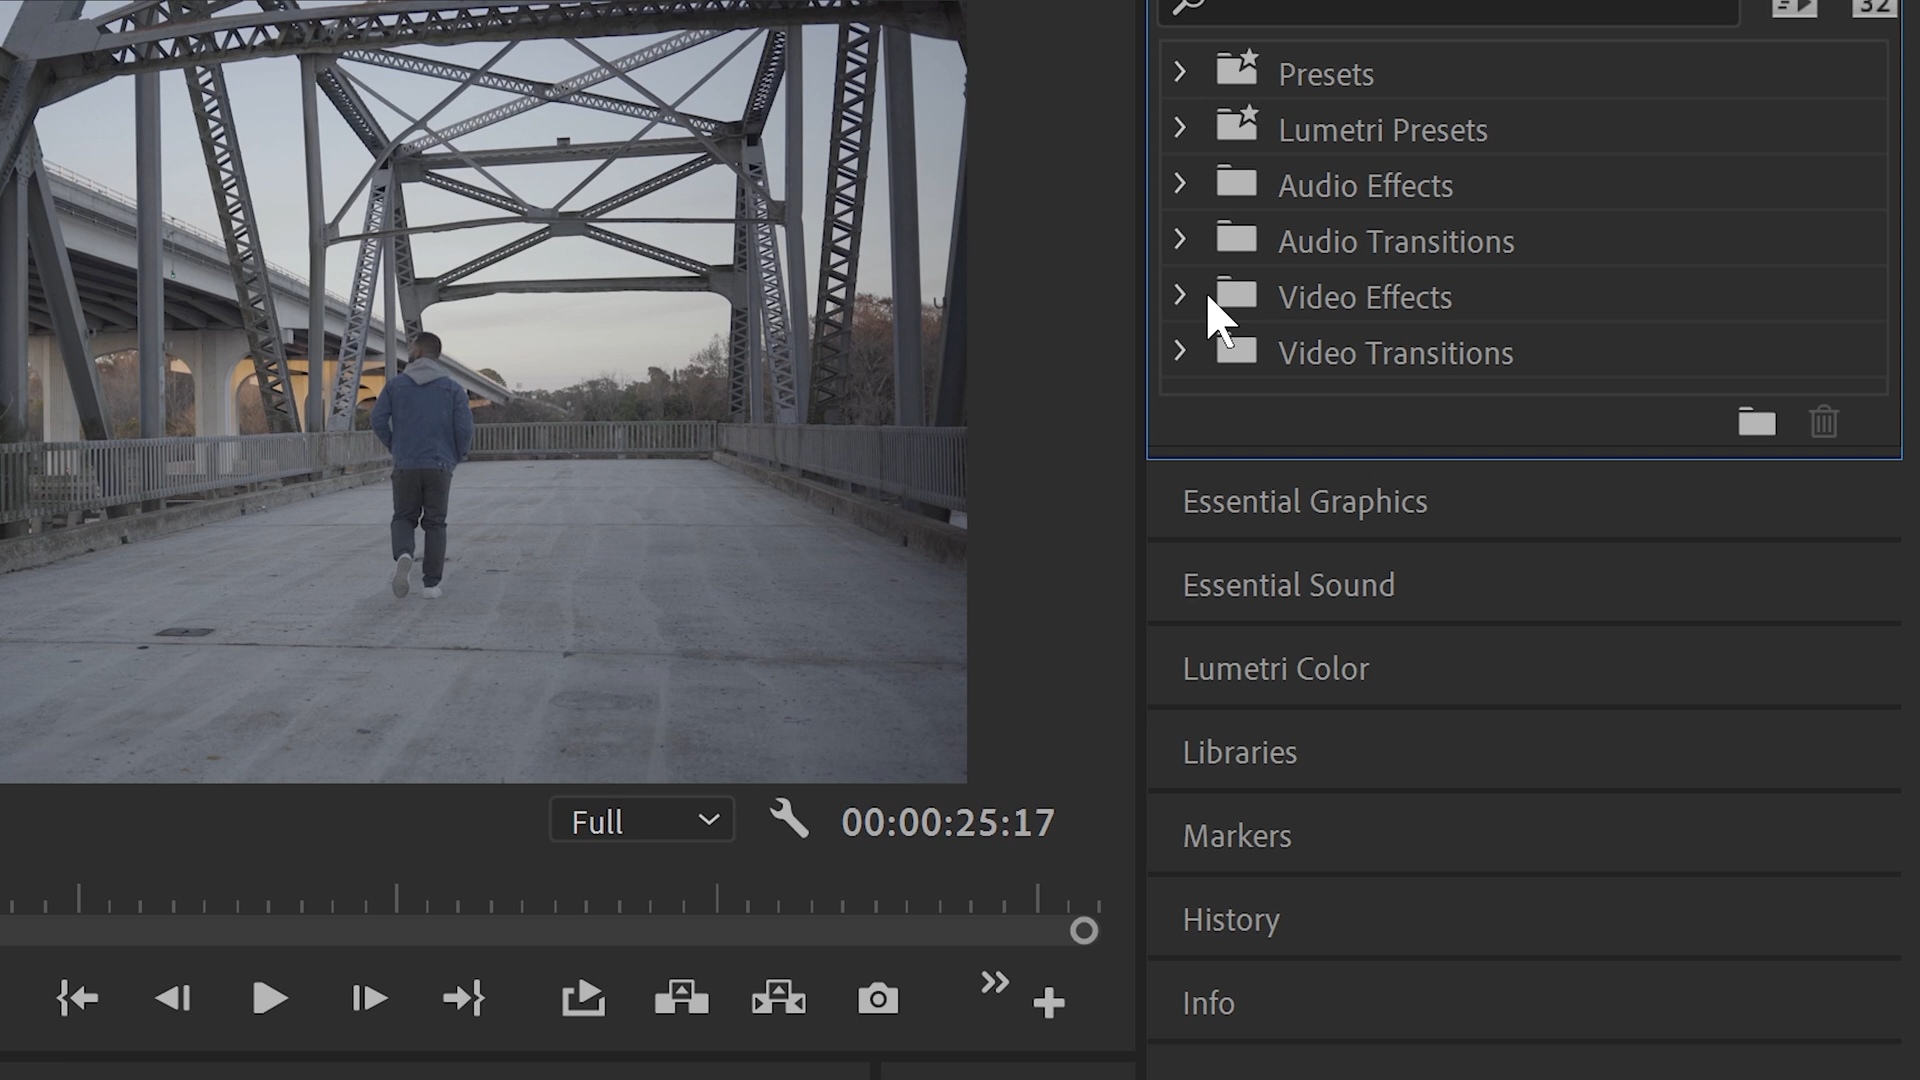 32
Presets
Lumetri Presets
Audio Effects
Audio Transitions
Video Effects
Video Transitions
Essential Graphics
Essential Sound
Lumetri Color
Libraries
Markers
History
Info
Full
00:00:25:17